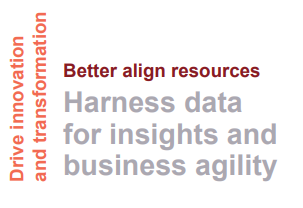 Drive innovation
and transformation
Better align resources
Harness data
for insights and
business agility